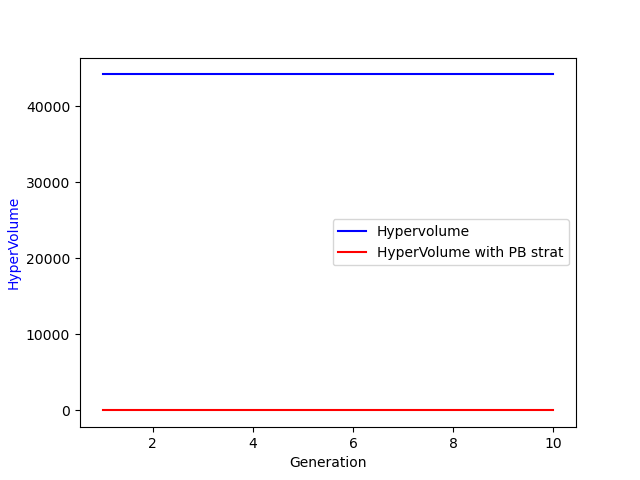 40000
30000
20000
10000
0
HyperVolume
Hypervolume
HyperVolume with PB strat
2
4
6
8
10
Generation